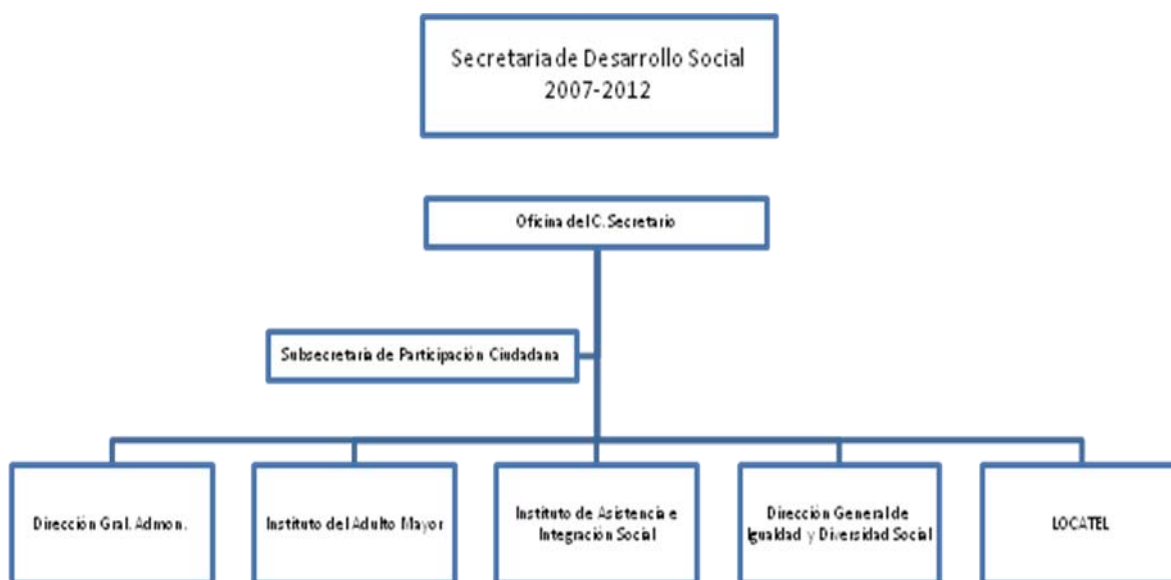 Secretaria de Desarrollo Social
2007-2012
Oficina del C. Secretario
Subsecretaría de Participación Ciudadana
Dirección Gral. Admon.
Instituto del Adulto Mayor
Instituto de Asistencia e
Integración Social
Dirección General de
Igualdad y Diversidad Social
LOCATEL